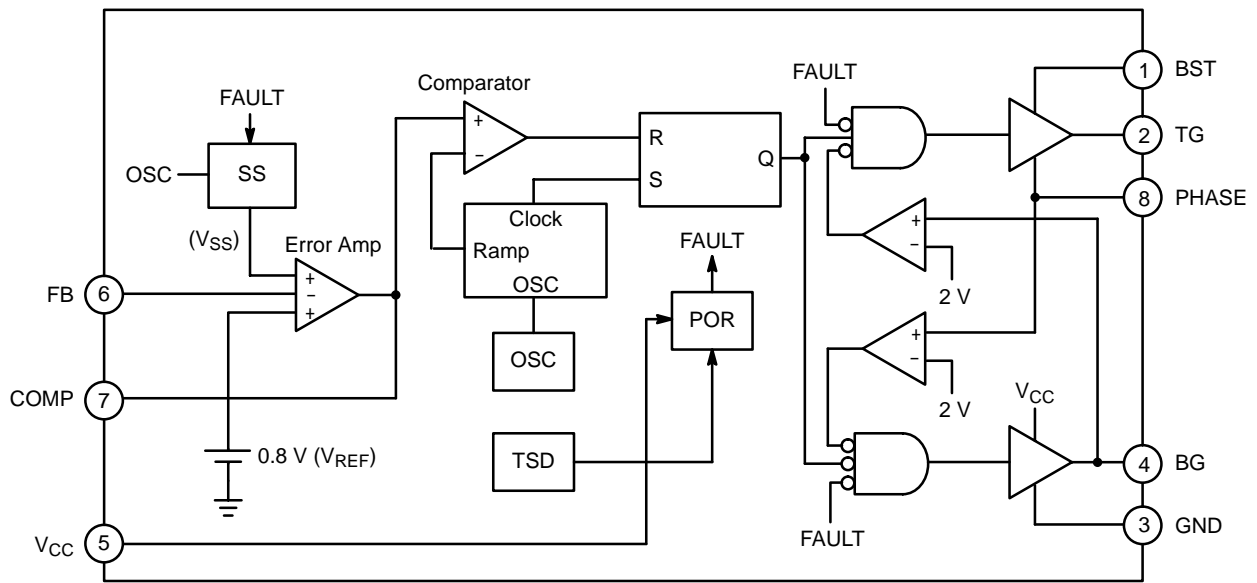 FAULT
OSC
SS
(VSS)
Error Amp
+
−
+
FB
6
COMP
7
0.8 V (VREF)
VCC
5
Comparator
+
−
Clock
Ramp
OSC
OSC
TSD
R
S
Q
FAULT
POR
FAULT
+
−
2 V
+
−
2 V
VCC
FAULT
1
BST
2
TG
8
PHASE
4
BG
3
GND